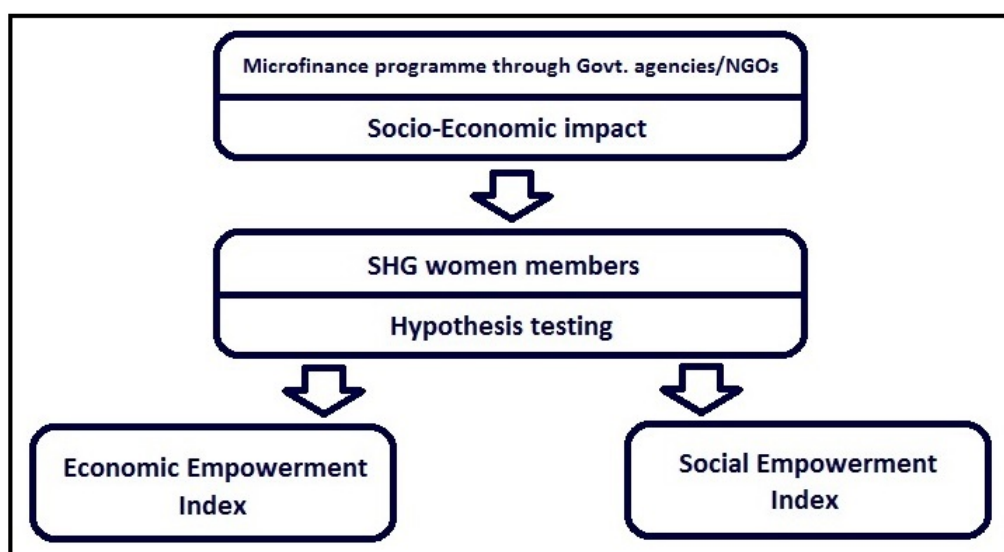 Microfinance programme through Govt. agencies/NGOs
Socio-Economic impact
SHG women members
Hypothesis testing
Economic Empowerment
Index
Social Empowerment
Index